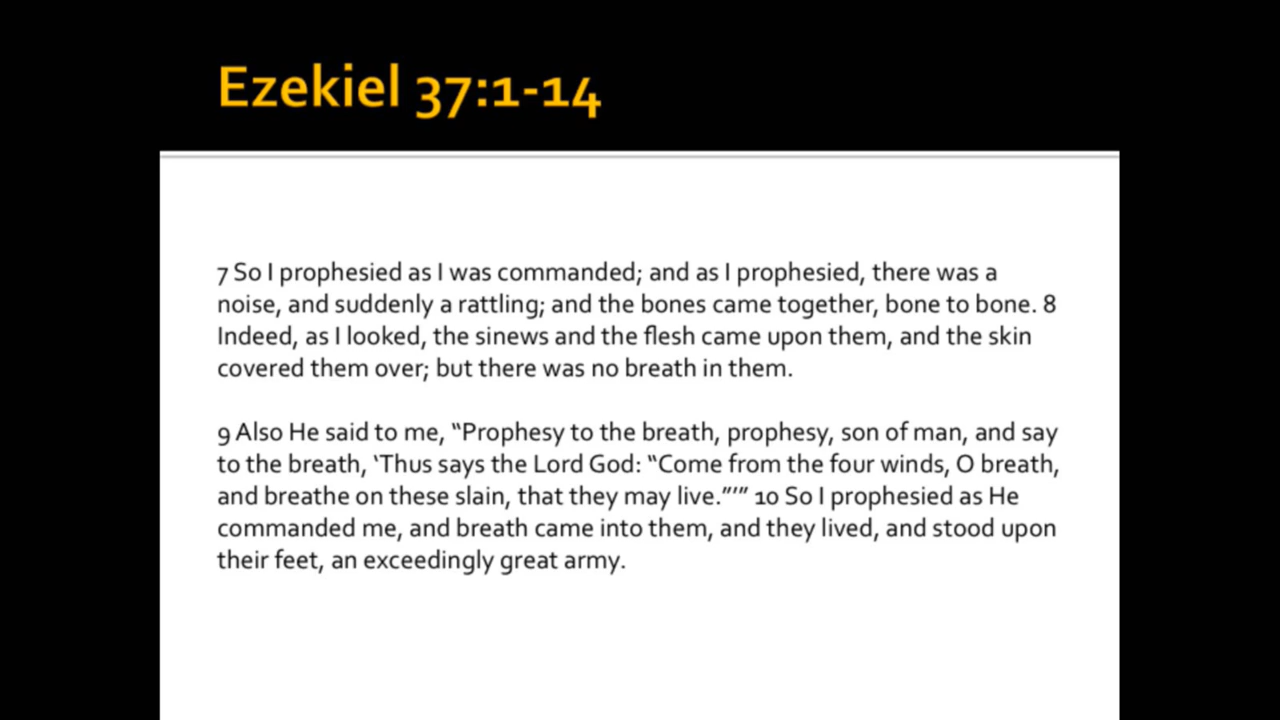 Ezekiel 37:1-14
7 So I prophesied as I was commanded; and as I prophesied, there was a
noise, and suddenly a rattling; and the bones came together, bone to bone. 8
Indeed, as I looked, the sinews and the flesh came upon them, and the skin
covered them over; but there was no breath in them.
9 Also He said to me, “Prophesy to the breath, prophesy, son of man, and say
to the breath, ‘Thus says the Lord God: “Come from the four winds, O breath,
and breathe on these slain, that they may live.”’” 10 So I prophesied as He
commanded me, and breath came into them, and they lived, and stood upon
their feet, an exceedingly great army.